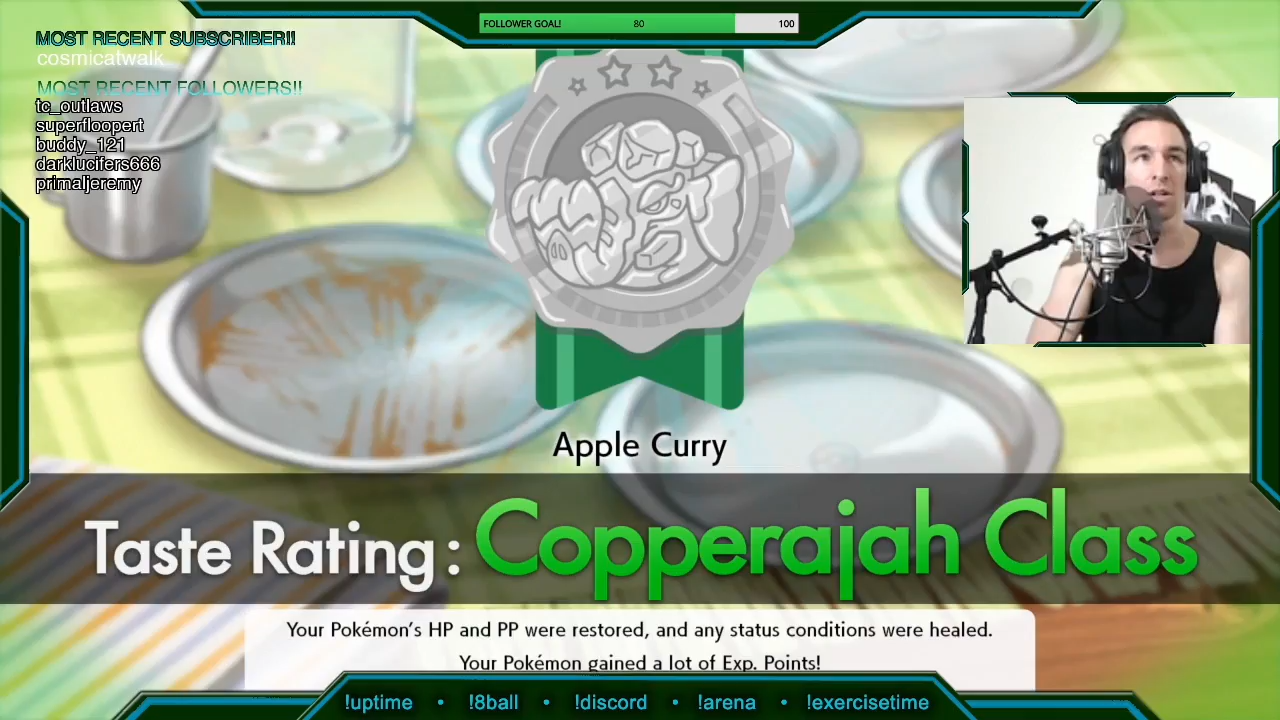 FOLLOWER GOAL! 80 100
MOST RECENT SUBSCRIBER!!
cosmicatwalk
MOST RECENT FOLLOWERS!!
tc_outlaws
superfloopert
buddy_121
darklucifers666
primaljeremy
Apple Curry
Taste Rating : Copperajah Class
Your Pokémon's HP and PP were restored, and any status conditions were healed.
Your Pokémon gained a lot of Exp. Points!
!uptime • !8ball • !discord • !arena • !exercisetime